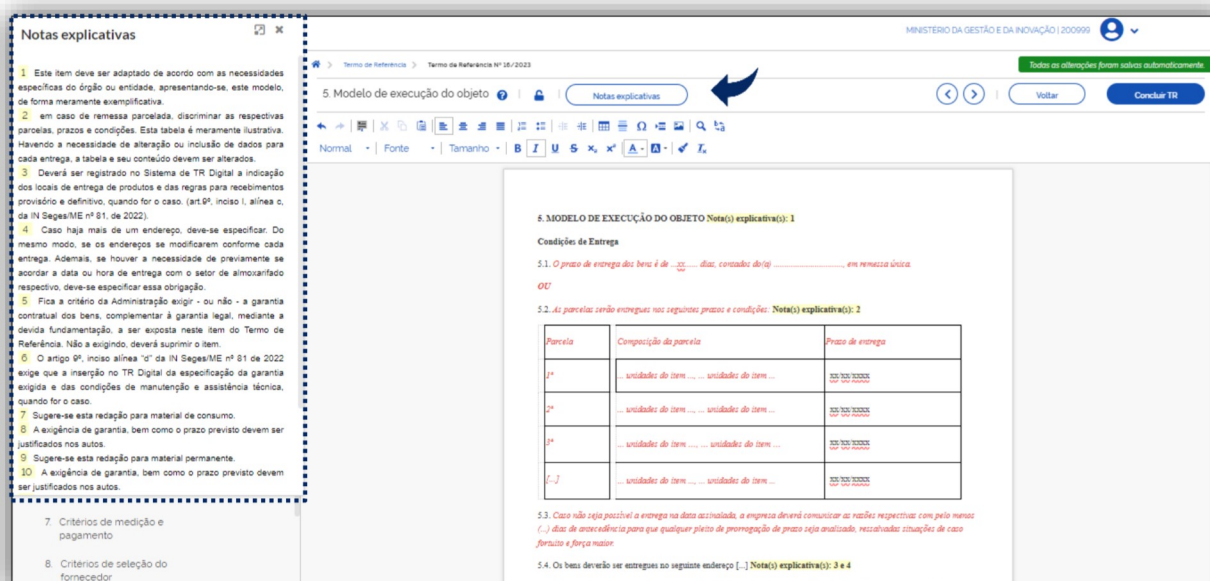 Notas explicativas
1 Este item deve ser adaptado de acordo com as necessidades
específicas do órgão ou entidade, apresentando-se, este modelo,
de forma meramente exemplificativa.
2 em caso de remessa parcelada, discriminar as respectivas
parcelas, prazos e condições. Esta tabela é meramente ilustrativa.
Havendo a necessidade de alteração ou inclusão de dados para
cada entrega, a tabela e seu conteúdo devem ser alterados.
3 Deverá ser registrado no Sistema de TR Digital a indicação
dos locais de entrega de produtos e das regras para recebimentos
provisório e definitivo, quando for o caso. (art.9º, inciso I, alínea c,
da IN Seges/ME nº 81, de 2022).
4 Caso haja mais de um endereço, deve-se especificar. Do
mesmo modo, se os endereços se modificarem conforme cada
entrega. Ademais, se houver a necessidade de previamente se
acordar a data ou hora de entrega com o setor de almoxarifado
respectivo, deve-se especificar essa obrigação.
5 Fica a critério da Administração exigir - ou não - a garantia
contratual dos bens, complementar à garantia legal, mediante a
devida fundamentação, a ser exposta neste item do Termo de
Referência. Não a exigindo, deverá suprimir o item.
6 O artigo 9º, inciso alínea "d" da IN Seges/ME nº 81 de 2022
exige que a inserção no TR Digital da especificação da garantia
exigida e das condições de manutenção e assistência técnica,
quando for o caso.
7 Sugere-se esta redação para material de consumo.
8 A exigência de garantia, bem como o prazo previsto devem ser
justificados nos autos.
9 Sugere-se esta redação para material permanente.
10 A exigência de garantia, bem como o prazo previsto devem
ser justificados nos autos.
7. Critérios de medição e
pagamento
8. Critérios de seleção do
fornecedor
MINISTÉRIO DA GESTÃO E DA INOVAÇÃO | 200999
> Termo de Referência > Termo da Referência Nº 16/2023
Todas as alterações foram salvas automaticamente.
5. Modelo de execução do objeto | | Notas explicativas
Voltar Concluir TR
Normal Fonte Tamanho B I U S x₂ x² A A Tx
5. MODELO DE EXECUÇÃO DO OBJETO Nota(s) explicativa(s): 1
Condições de Entrega
5.1. O prazo de entrega dos bens é de ...xx...... dias, contados do(a) ............................, em remessa única.
OU
5.2. As parcelas serão entregues nos seguintes prazos e condições: Nota(s) explicativa(s): 2
Parcela Composição da parcela Prazo de entrega
1ª ... unidades do item ..., ... unidades do item ... xx/xx/xxxx
2ª ... unidades do item ..., ... unidades do item ... xx/xx/xxxx
3ª ... unidades do item ..., ... unidades do item .... xx/xx/xxxx
[...] ... unidades do item ..., ... unidades do item ... xx/xx/xxxx
5.3. Caso não seja possível a entrega na data assinalada, a empresa deverá comunicar as razões respectivas com pelo menos
(...) dias de antecedência para que qualquer pleito de prorrogação de prazo seja analisado, ressalvadas situações de caso
fortuito e força maior.
5.4. Os bens deverão ser entregues no seguinte endereço [...] Nota(s) explicativa(s): 3 e 4